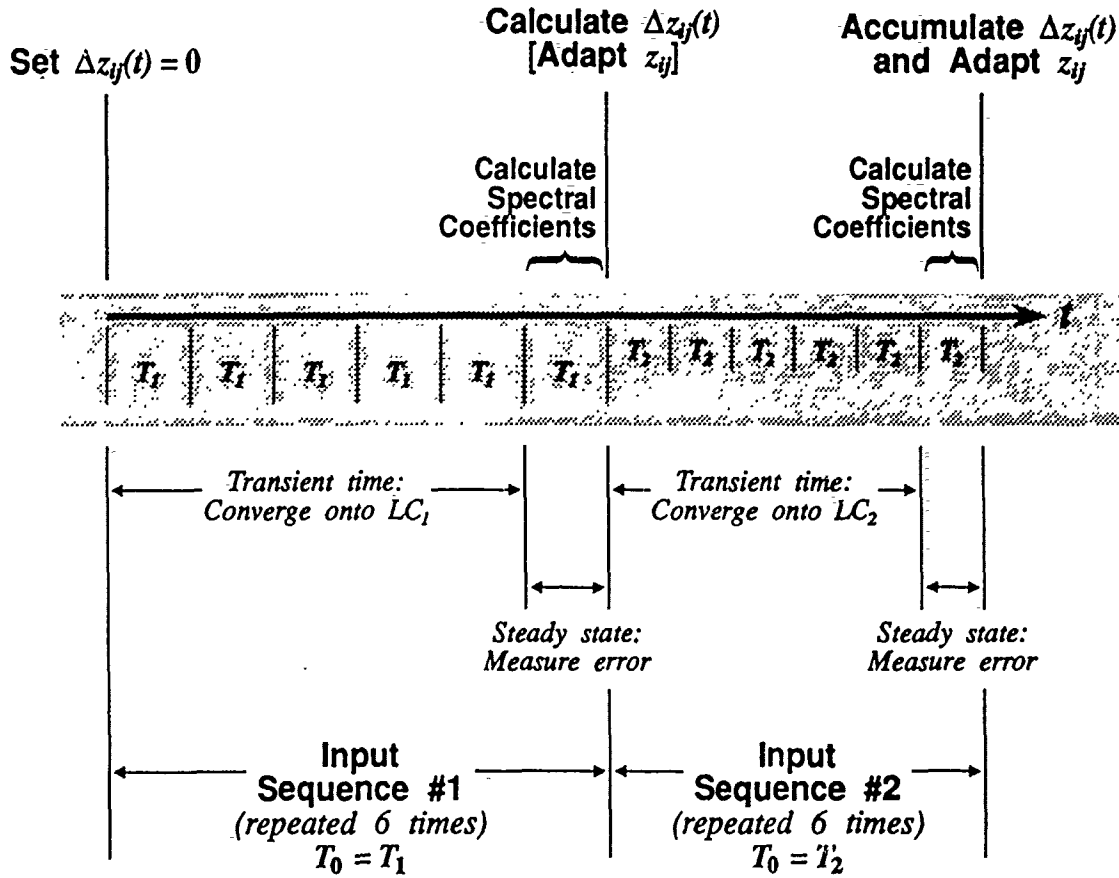 Set Δz_ij(t) = 0
Calculate Δz_ij(t)
[Adapt z_ij]
Accumulate Δz_ij(t)
and Adapt z_ij
Calculate
Spectral
Coefficients
Calculate
Spectral
Coefficients
t
T_1 T_1 T_1 T_1 T_1 T_1 T_2 T_2 T_2 T_2 T_2 T_2
Transient time:
Converge onto LC_1
Transient time:
Converge onto LC_2
Steady state:
Measure error
Steady state:
Measure error
Input
Sequence #1
(repeated 6 times)
T_0 = T_1
Input
Sequence #2
(repeated 6 times)
T_0 = T_2